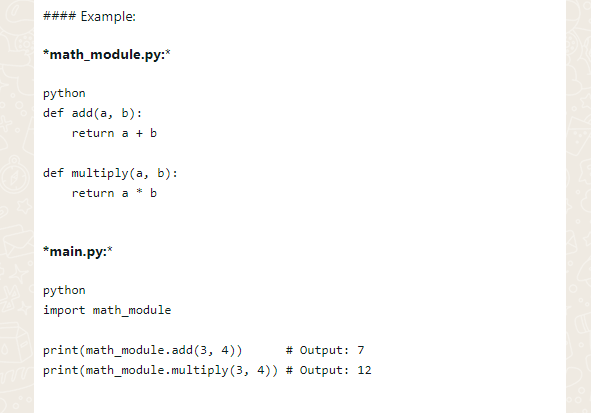 #### Example:
*math_module.py:*
python
def add(a, b):
    return a + b
def multiply(a, b):
    return a * b
*main.py:*
python
import math_module
print(math_module.add(3, 4))      # Output: 7
print(math_module.multiply(3, 4)) # Output: 12